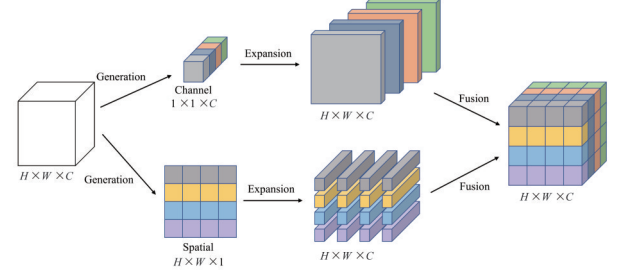 Generation
Channel
1×1×C
Expansion
H×W×C
Fusion
H×W×C
Generation
Spatial
H×W×1
Expansion
H×W×C
Fusion
H×W×C